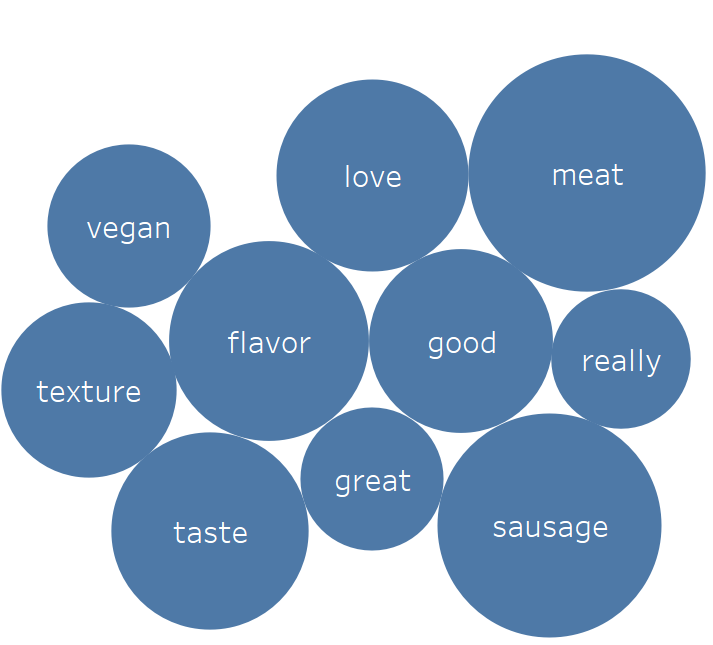 love
meat
vegan
flavor
good
really
texture
great
taste
sausage